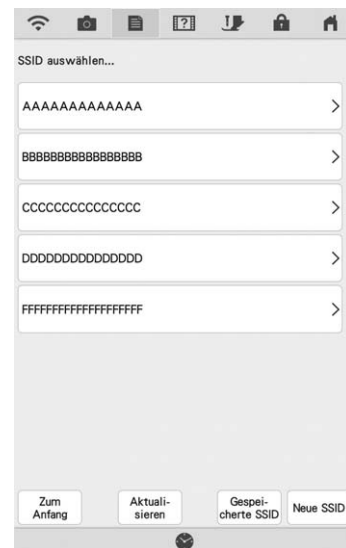 SSID auswählen...
AAAAAAAAAAAAA
BBBBBBBBBBBBBBBBB
CCCCCCCCCCCCCCC
DDDDDDDDDDDDDDD
FFFFFFFFFFFFFFFFFFFF
Zum
Anfang
Aktuali-
sieren
Gespei-
cherte SSID
Neue SSID